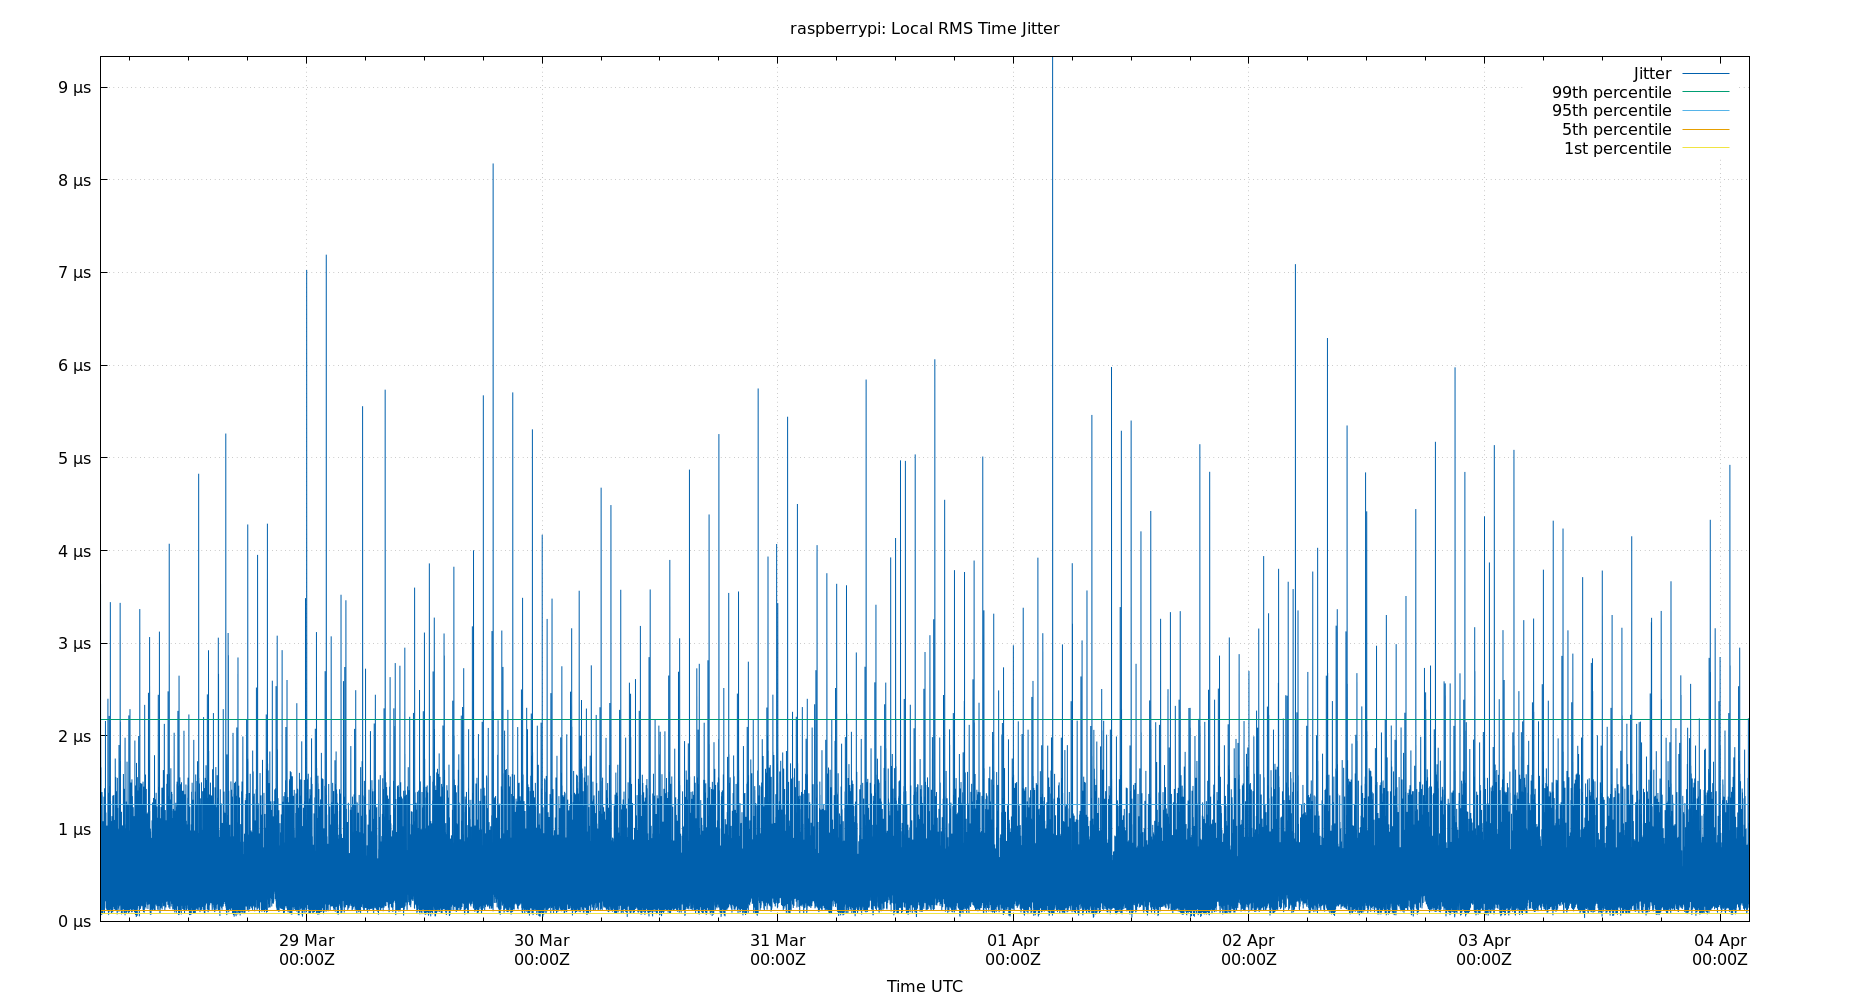 raspberrypi: Local RMS Time Jitter
Jitter
99th percentile
95th percentile
5th percentile
1st percentile
9 µs
8 µs
7 µs
6 µs
5 µs
4 µs
3 µs
2 µs
1 µs
0 µs
29 Mar 30 Mar 31 Mar 01 Apr 02 Apr 03 Apr 04 Apr
00:00Z 00:00Z 00:00Z 00:00Z 00:00Z 00:00Z 00:00Z
Time UTC